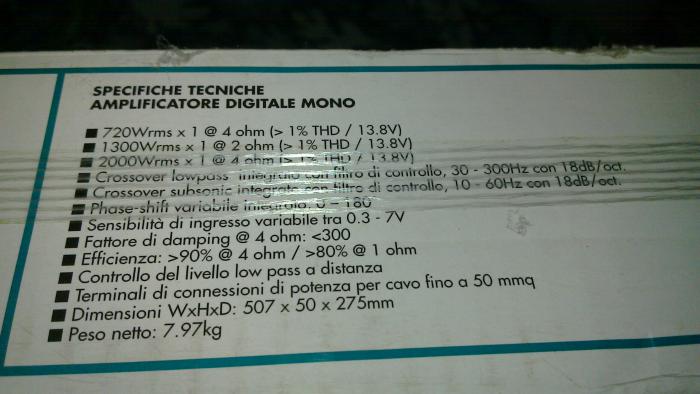 SPECIFICHE TECNICHE
AMPLIFICATORE DIGITALE MONO
■ 720Wrms x 1 @ 4 ohm (> 1% THD / 13.8V)
■ 1300Wrms x 1 @ 2 ohm (> 1% THD / 13.8V)
■ 2000Wrms x 1 @ 4 ohm (> 1% THD / 13.8V)
■ Crossover lowpass integrato con filtro di controllo, 30 - 300Hz con 18dB/oct.
■ Crossover subsonic integrato con filtro di controllo, 10 - 60Hz con 18dB/oct.
■ Phase-shift variabile integrato: 0 – 180
■ Sensibilità di ingresso variabile tra 0.3 - 7V
■ Fattore di damping @ 4 ohm: <300
■ Efficienza: >90% @ 4 ohm / >80% @ 1 ohm
■ Controllo del livello low pass a distanza
■ Terminali di connessioni di potenza per cavo fino a 50 mmq
■ Dimensioni WxHxD: 507 x 50 x 275mm
■ Peso netto: 7.97kg